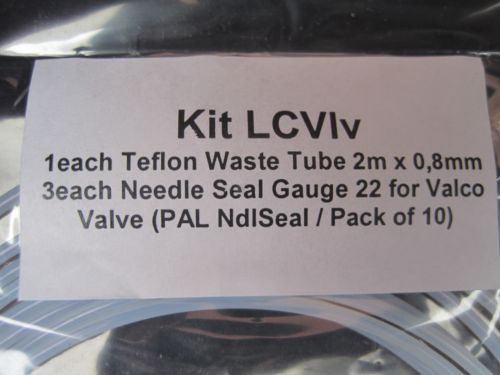 Kit LCVlv
1each Teflon Waste Tube 2m x 0,8mm
3each Needle Seal Gauge 22 for Valco
Valve (PAL NdlSeal / Pack of 10)